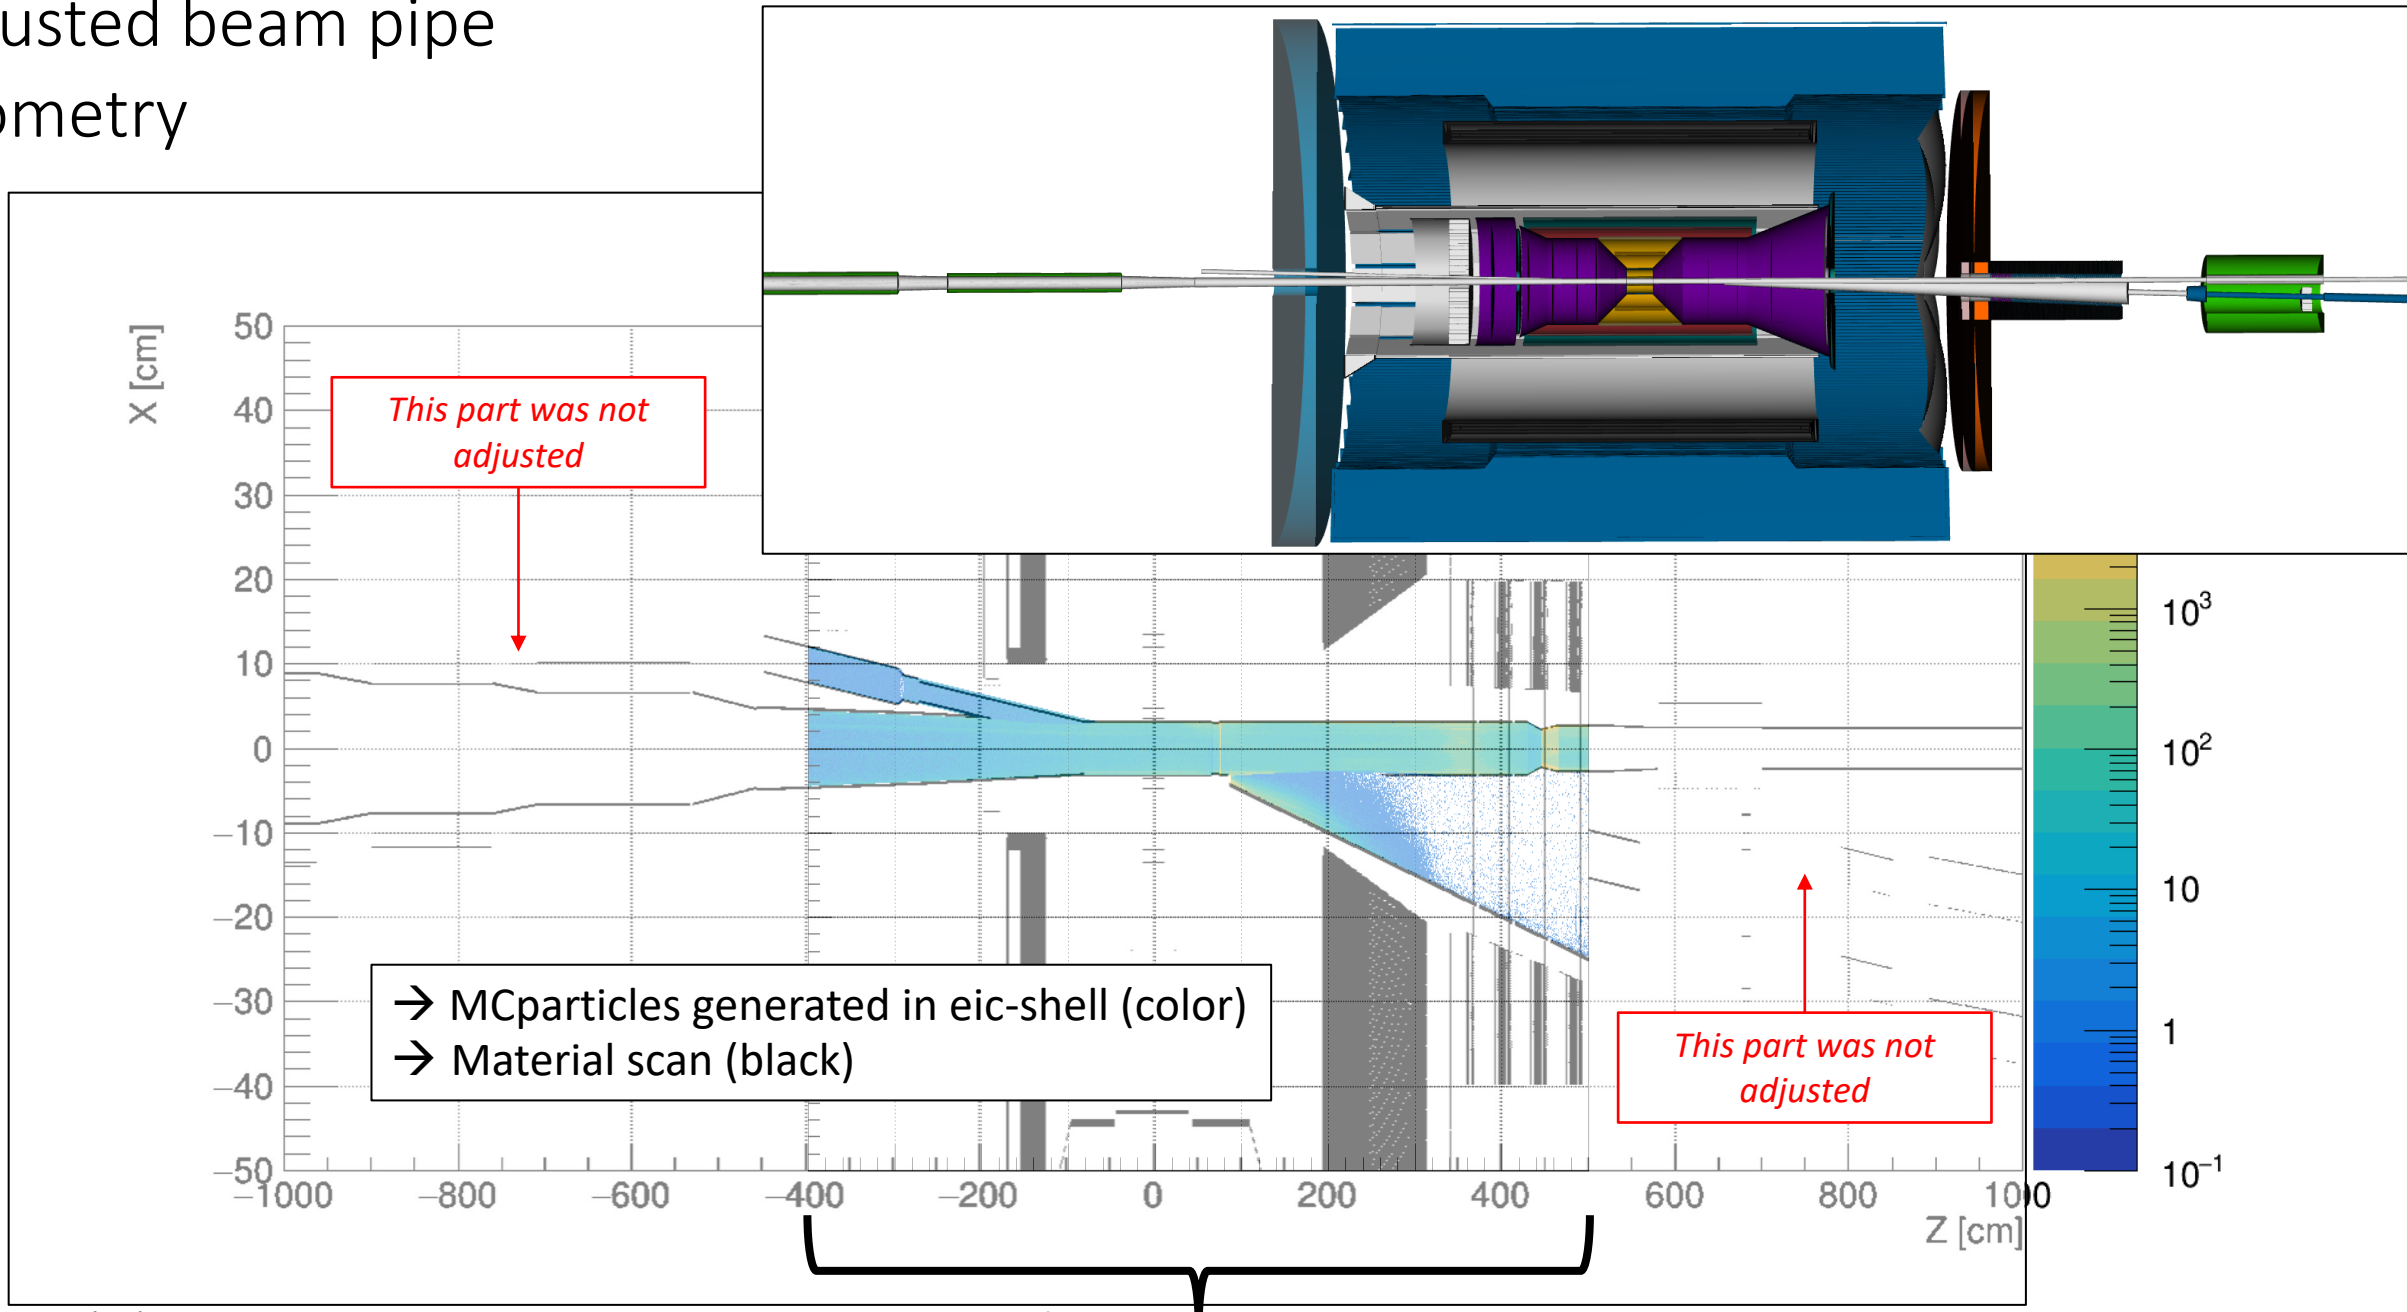 usted beam pipe
ometry
X [cm]
50
40
30
20
10
0
−10
−20
−30
−40
−50
This part was not
adjusted
→ MCparticles generated in eic-shell (color)
→ Material scan (black)
This part was not
adjusted
10³
10²
10
1
10⁻¹
−1000 −800 −600 −400 −200 0 200 400 600 800 1000
Z [cm]